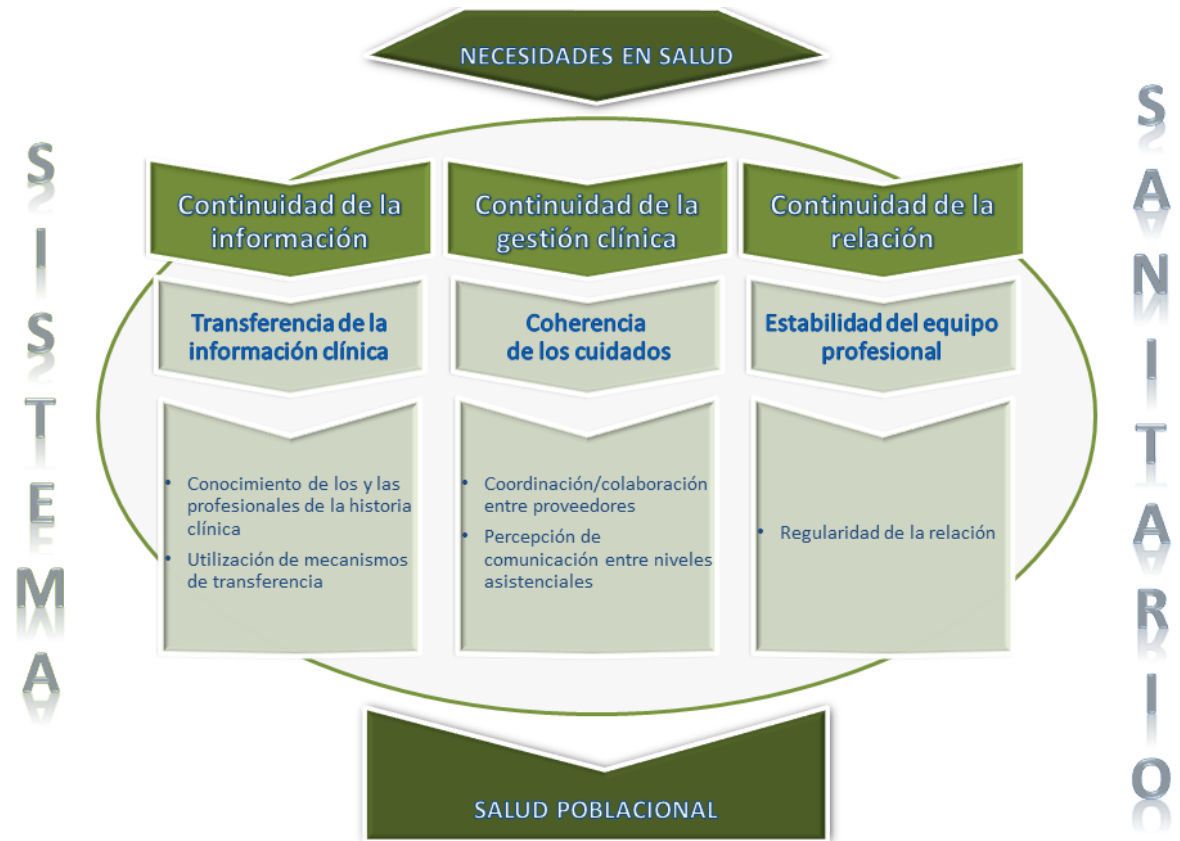 NECESIDADES EN SALUD
SISTEMA
SANITARIO
Continuidad de la
información
Transferencia de la
información clínica
• Conocimiento de los y las
profesionales de la historia
clínica
• Utilización de mecanismos
de transferencia
Continuidad de la
gestión clínica
Coherencia
de los cuidados
• Coordinación/colaboración
entre proveedores
• Percepción de
comunicación entre niveles
asistenciales
Continuidad de la
relación
Estabilidad del equipo
profesional
• Regularidad de la relación
SALUD POBLACIONAL